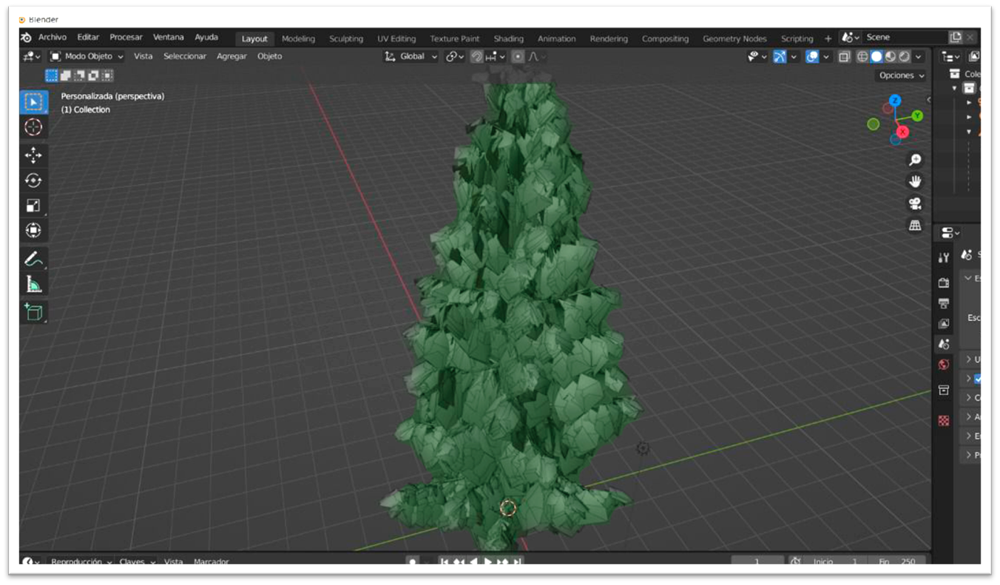 Blender
Archivo Editar Procesar Ventana Ayuda Layout Modeling Sculpting UV Editing Texture Paint Shading Animation Rendering Compositing Geometry Nodes Scripting + Scene
Modo Objeto Vista Seleccionar Agregar Objeto Global
Opciones
Cole
Personalizada (perspectiva)
(1) Collection
Z
Y
X
S
Es
Esc
U
C
A
E
P
Reproducción Claves Vista Marcador 1 Inicio 1 Fin 250